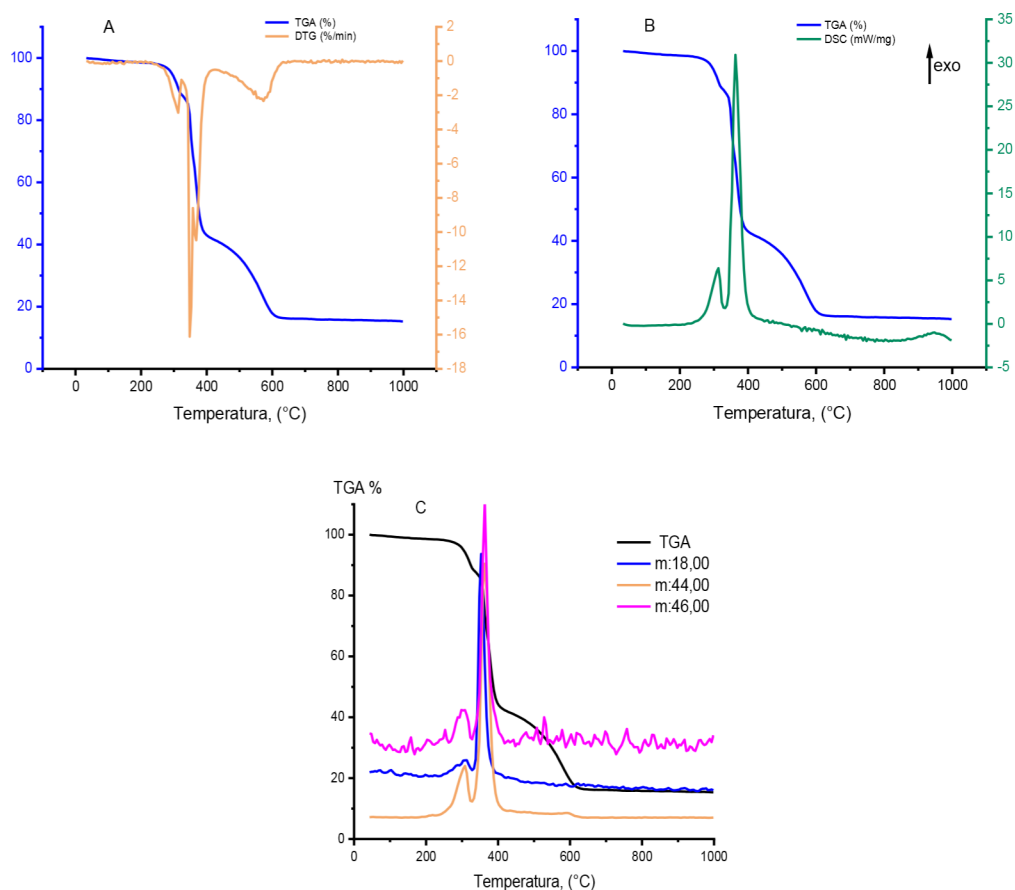 A
TGA (%)
DTG (%/min)
100
80
60
40
20
0
2
0
-2
-4
-6
-8
-10
-12
-14
-16
-18
0 200 400 600 800 1000
Temperatura, (°C)
B
TGA (%)
DSC (mW/mg)
exo
100
80
60
40
20
0
35
30
25
20
15
10
5
0
-5
0 200 400 600 800 1000
Temperatura, (°C)
TGA %
C
TGA
m:18,00
m:44,00
m:46,00
100
80
60
40
20
0
0 200 400 600 800 1000
Temperatura, (°C)